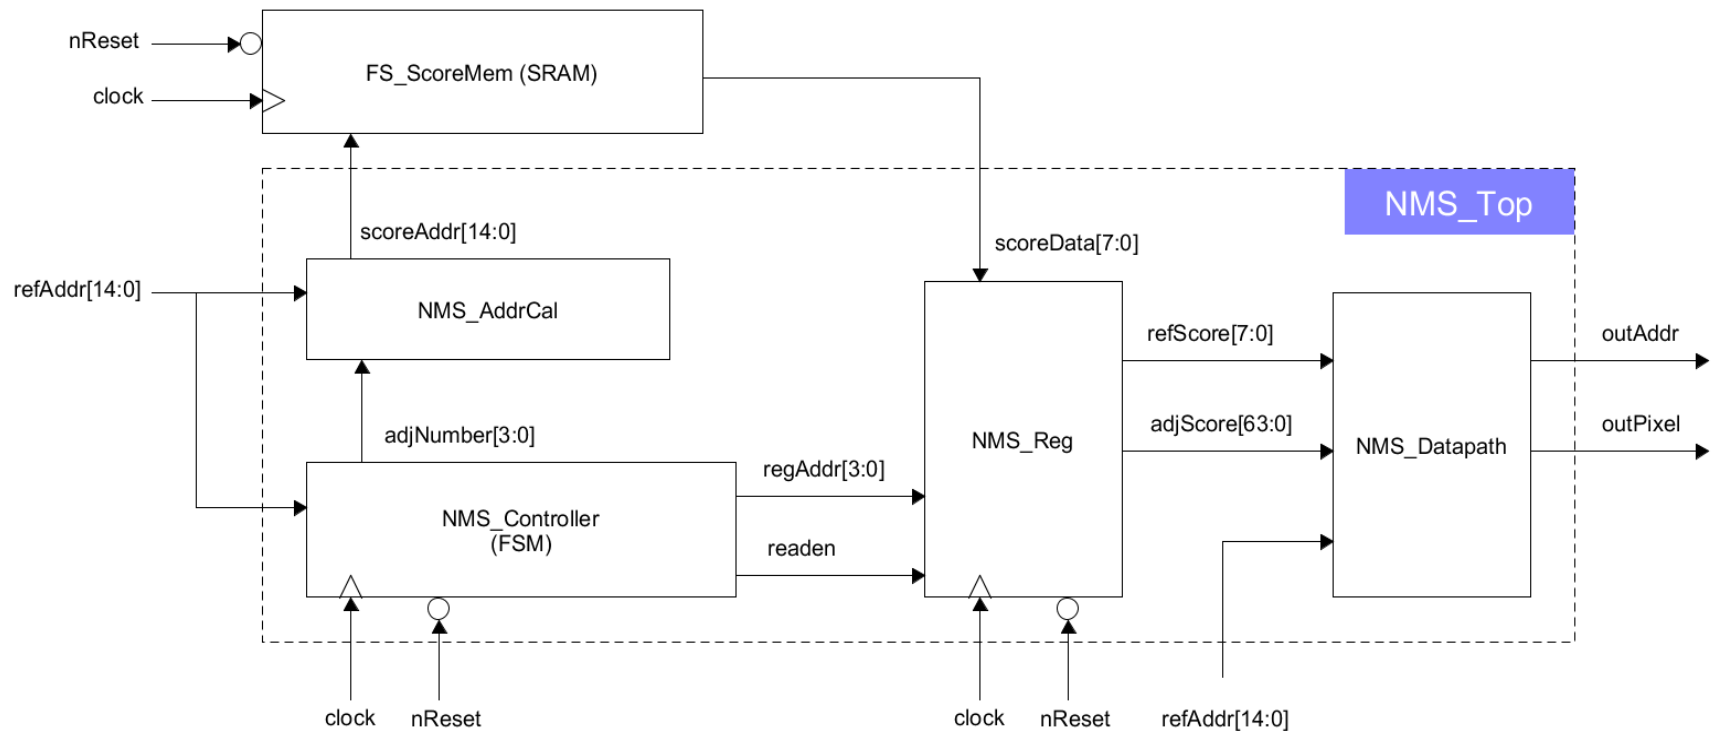 nReset
FS_ScoreMem (SRAM)
clock
NMS_Top
scoreAddr[14:0]
scoreData[7:0]
refAddr[14:0]
NMS_AddrCal
refScore[7:0]
outAddr
adjNumber[3:0]
adjScore[63:0]
outPixel
NMS_Reg
NMS_Datapath
regAddr[3:0]
NMS_Controller
(FSM)
readen
clock
nReset
clock
nReset
refAddr[14:0]